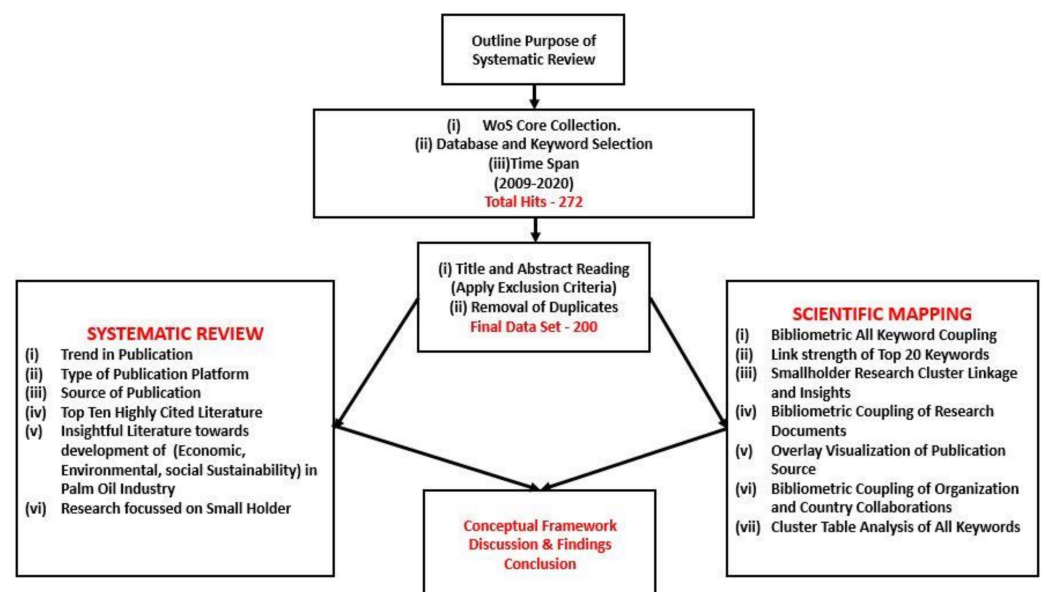 Outline Purpose of
Systematic Review
(i) WoS Core Collection.
(ii) Database and Keyword Selection
(iii)Time Span
(2009-2020)
Total Hits - 272
(i) Title and Abstract Reading
(Apply Exclusion Criteria)
(ii) Removal of Duplicates
Final Data Set - 200
SYSTEMATIC REVIEW
(i) Trend in Publication
(ii) Type of Publication Platform
(iii) Source of Publication
(iv) Top Ten Highly Cited Literature
(v) Insightful Literature towards
development of (Economic,
Environmental, social Sustainability) in
Palm Oil Industry
(vi) Research focussed on Small Holder
SCIENTIFIC MAPPING
(i) Bibliometric All Keyword Coupling
(ii) Link strength of Top 20 Keywords
(iii) Smallholder Research Cluster Linkage
and Insights
(iv) Bibliometric Coupling of Research
Documents
(v) Overlay Visualization of Publication
Source
(vi) Bibliometric Coupling of Organization
and Country Collaborations
(vii) Cluster Table Analysis of All Keywords
Conceptual Framework
Discussion & Findings
Conclusion